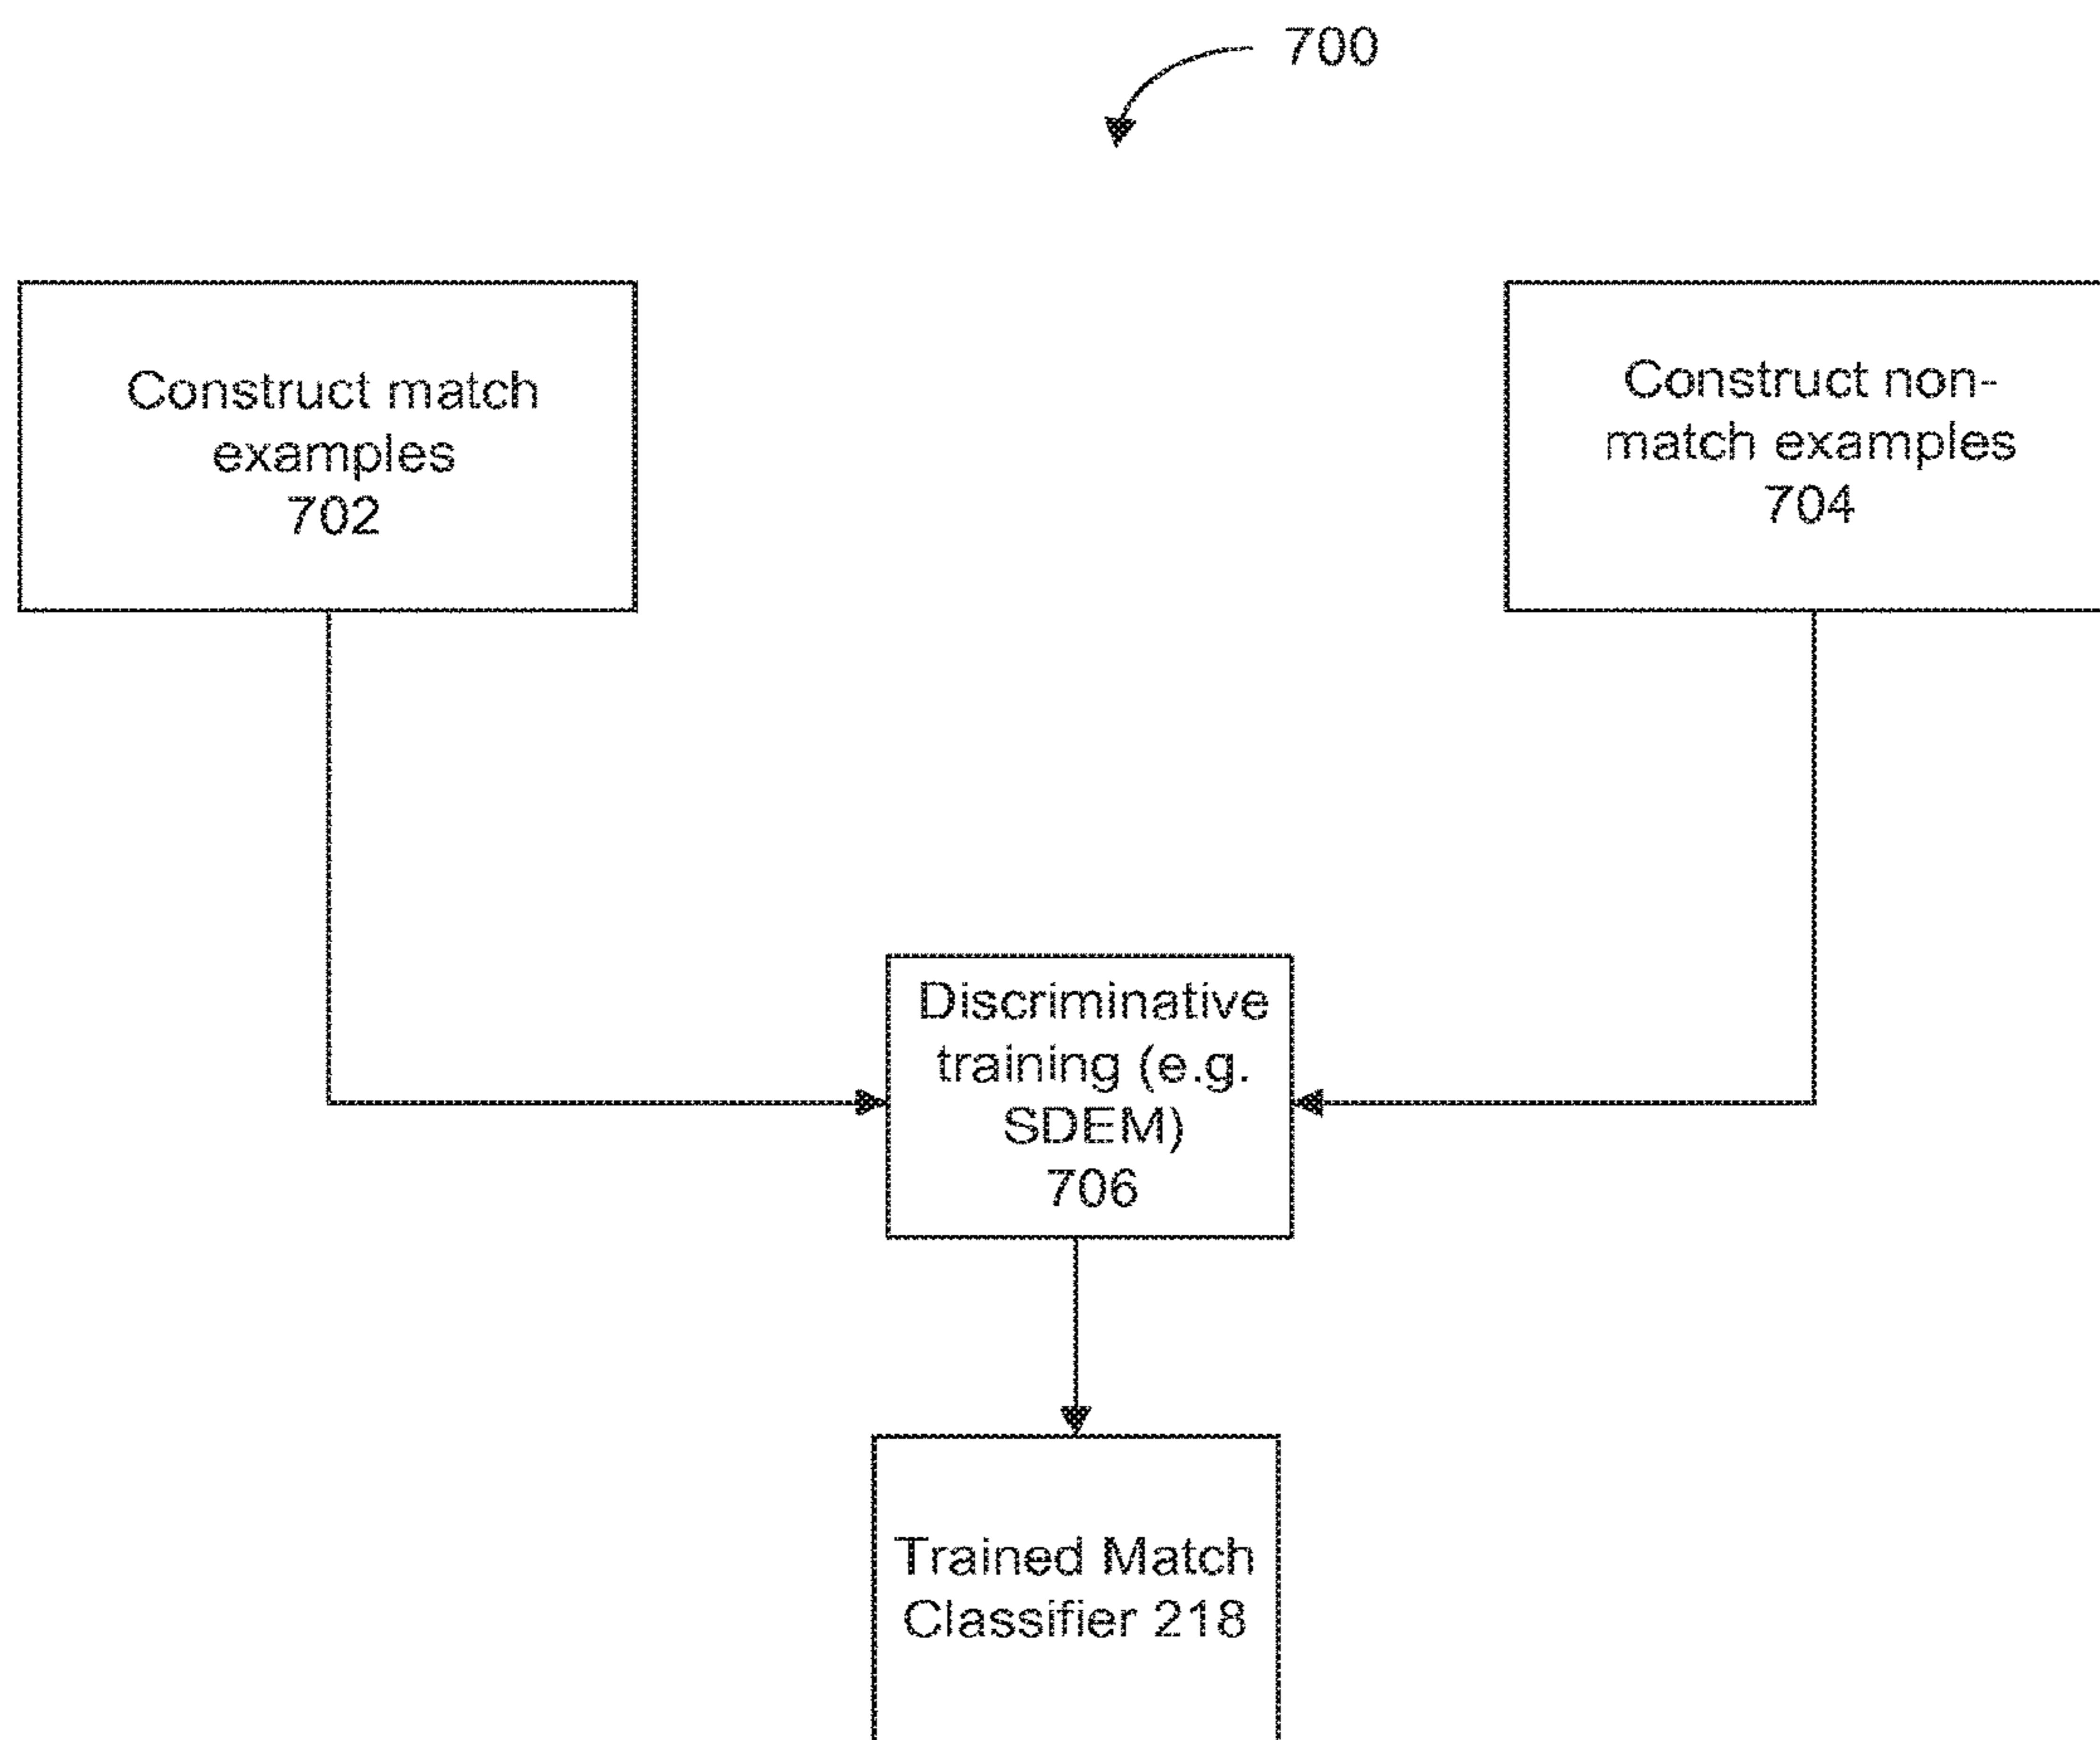 700
Construct match
examples
702
Construct non-
match examples
704
Discriminative
training (e.g.
SDEM)
706
Trained Match
Classifier 218